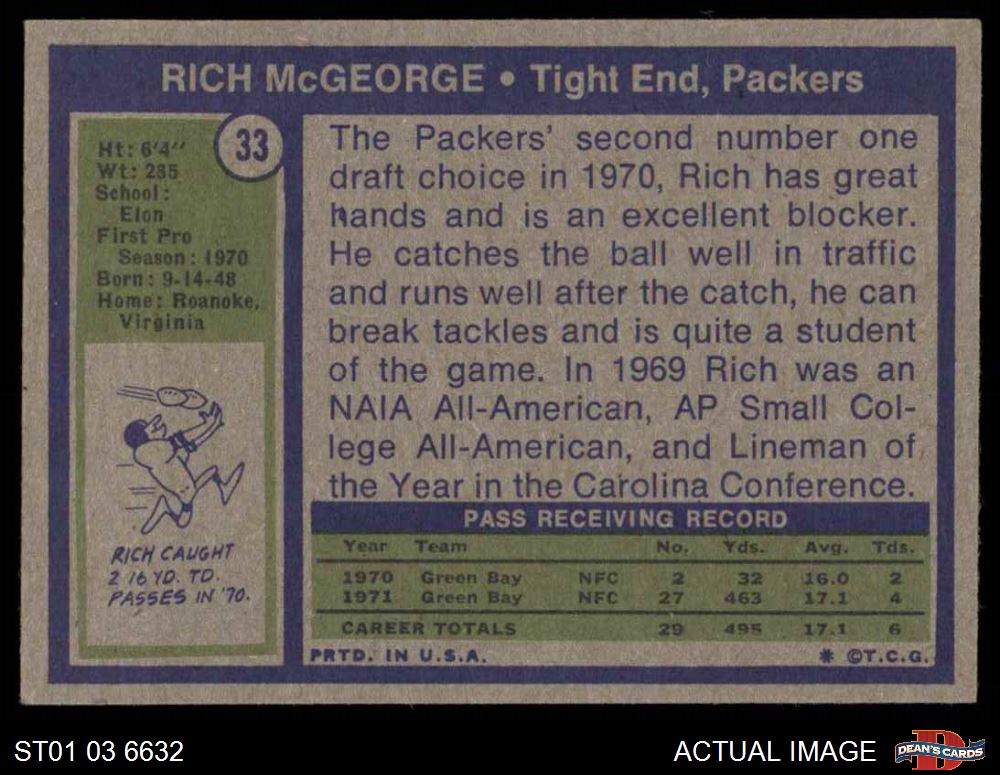 RICH McGEORGE • Tight End, Packers
33
Ht: 6'4''
Wt: 235
School:
Elon
First Pro
Season: 1970
Born: 9-14-48
Home: Roanoke,
Virginia
RICH CAUGHT
2 16 YD. TD.
PASSES IN '70.
The Packers' second number one
draft choice in 1970, Rich has great
hands and is an excellent blocker.
He catches the ball well in traffic
and runs well after the catch, he can
break tackles and is quite a student
of the game. In 1969 Rich was an
NAIA All-American, AP Small Col-
lege All-American, and Lineman of
the Year in the Carolina Conference.
PASS RECEIVING RECORD
Year Team No. Yds. Avg. Tds.
1970 Green Bay NFC 2 32 16.0 2
1971 Green Bay NFC 27 463 17.1 4
CAREER TOTALS 29 495 17.1 6
PRTD. IN U.S.A. * ©T.C.G.
ST01 03 6632 ACTUAL IMAGE DEAN'S CARDS